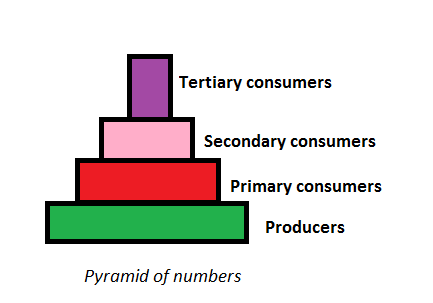 Tertiary consumers
Secondary consumers
Primary consumers
Producers
Pyramid of numbers